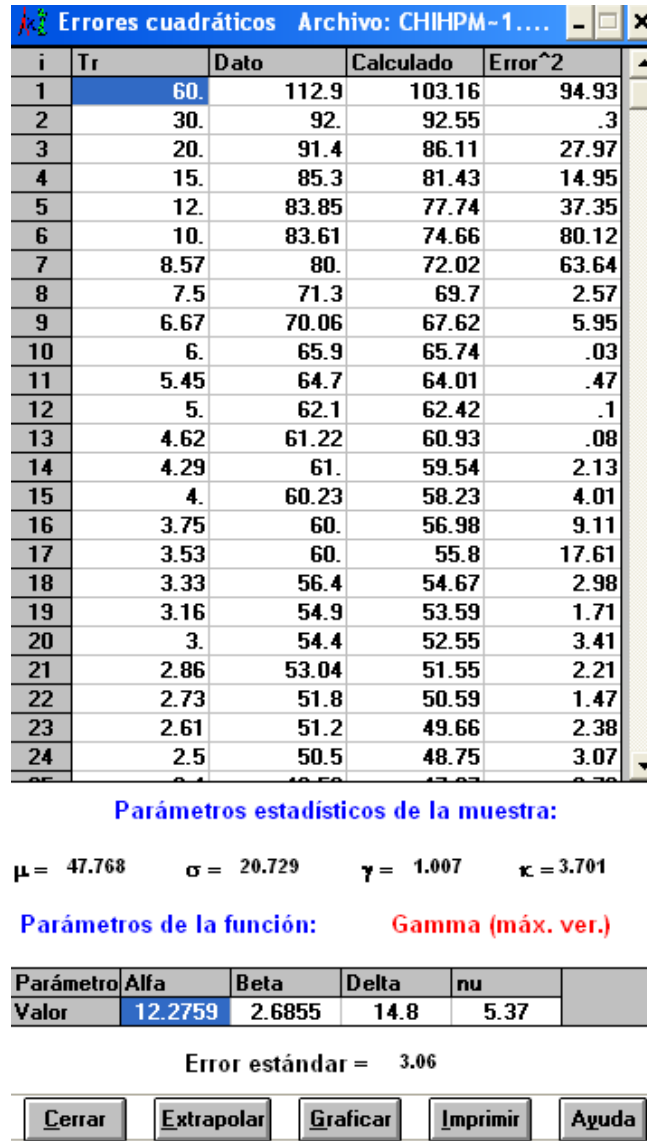 Errores cuadráticos Archivo: CHIHPM~1....
i Tr Dato Calculado Error^2
1 60. 112.9 103.16 94.93
2 30. 92. 92.55 .3
3 20. 91.4 86.11 27.97
4 15. 85.3 81.43 14.95
5 12. 83.85 77.74 37.35
6 10. 83.61 74.66 80.12
7 8.57 80. 72.02 63.64
8 7.5 71.3 69.7 2.57
9 6.67 70.06 67.62 5.95
10 6. 65.9 65.74 .03
11 5.45 64.7 64.01 .47
12 5. 62.1 62.42 .1
13 4.62 61.22 60.93 .08
14 4.29 61. 59.54 2.13
15 4. 60.23 58.23 4.01
16 3.75 60. 56.98 9.11
17 3.53 60. 55.8 17.61
18 3.33 56.4 54.67 2.98
19 3.16 54.9 53.59 1.71
20 3. 54.4 52.55 3.41
21 2.86 53.04 51.55 2.21
22 2.73 51.8 50.59 1.47
23 2.61 51.2 49.66 2.38
24 2.5 50.5 48.75 3.07
Parámetros estadísticos de la muestra:
μ = 47.768 σ = 20.729 γ = 1.007 κ = 3.701
Parámetros de la función: Gamma (máx. ver.)
Parámetro Alfa Beta Delta nu
Valor 12.2759 2.6855 14.8 5.37
Error estándar = 3.06
Cerrar Extrapolar Graficar Imprimir Ayuda